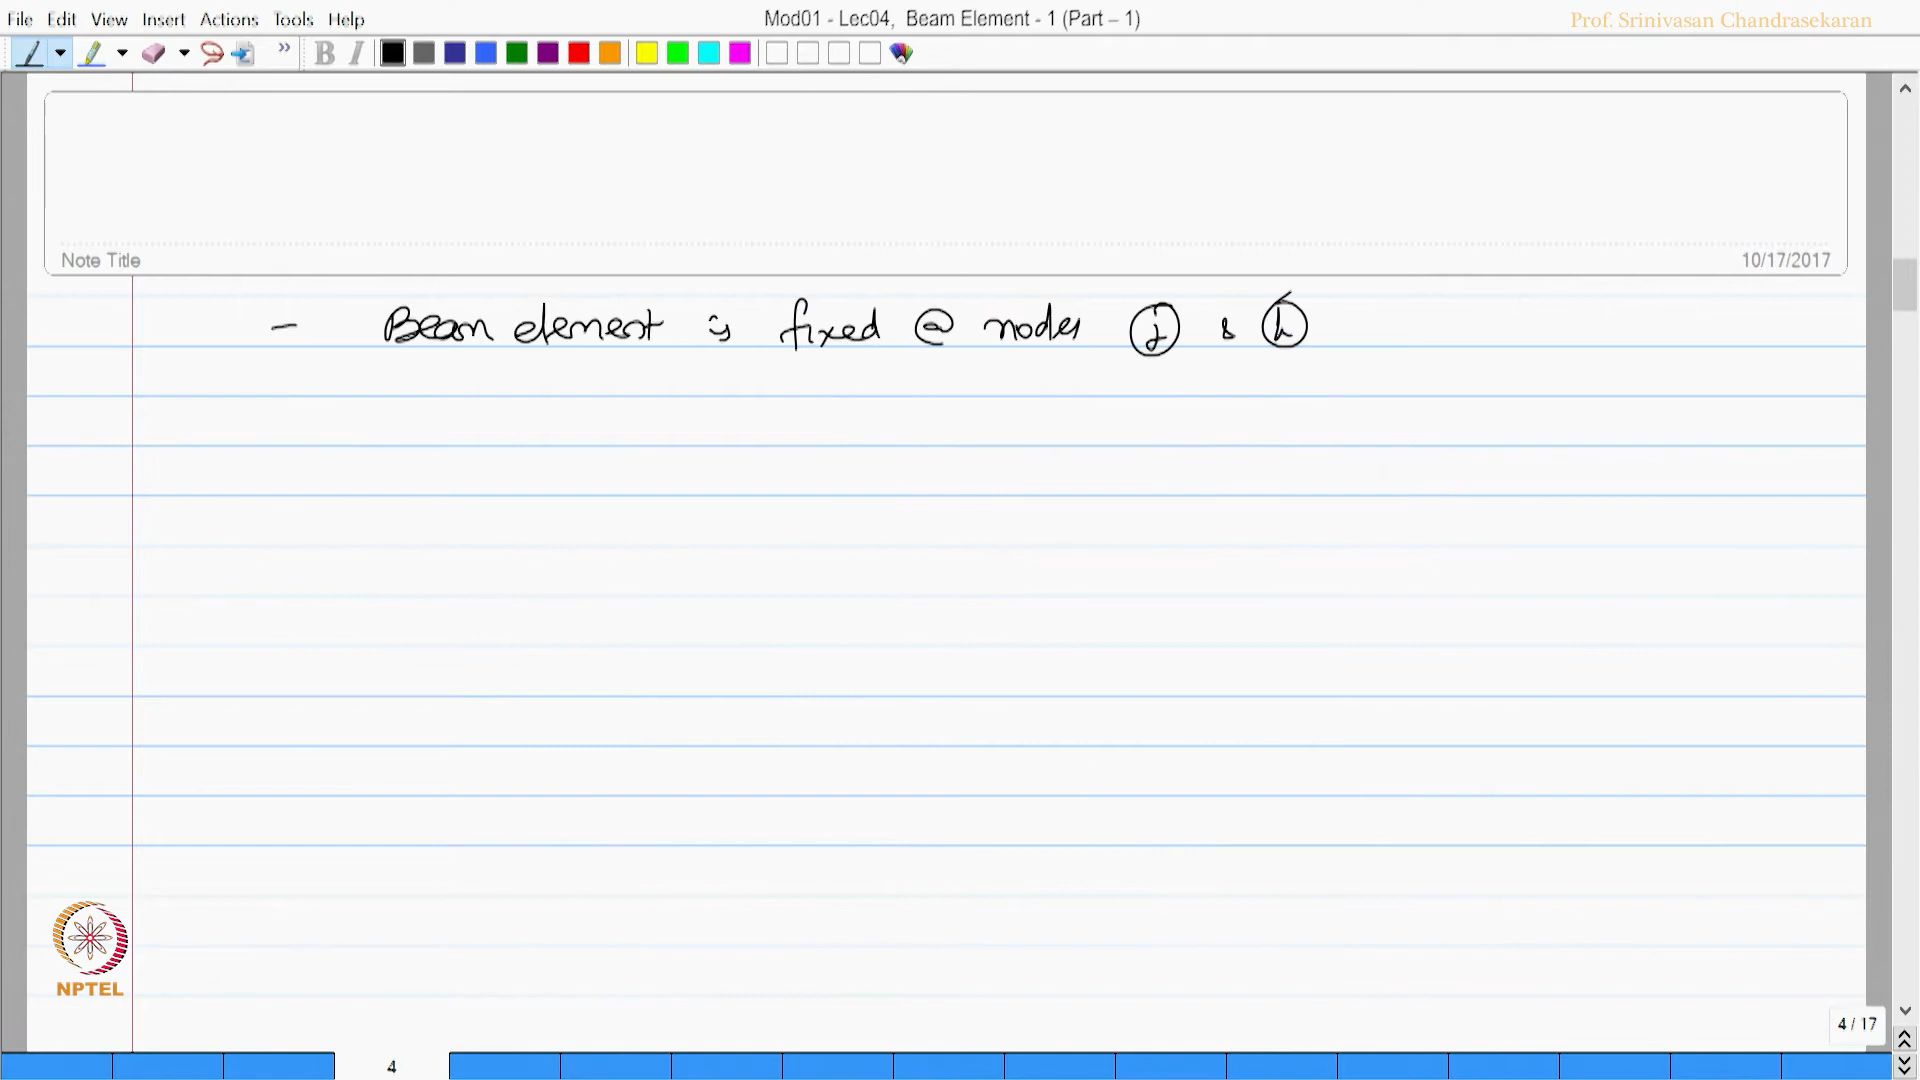 File Edit View Insert Actions Tools Help
Mod01 - Lec04, Beam Element - 1 (Part – 1)
Prof. Srinivasan Chandrasekaran
B I
Note Title
10/17/2017
- Beam element is fixed @ nodes j & k
NPTEL
4 / 17
4